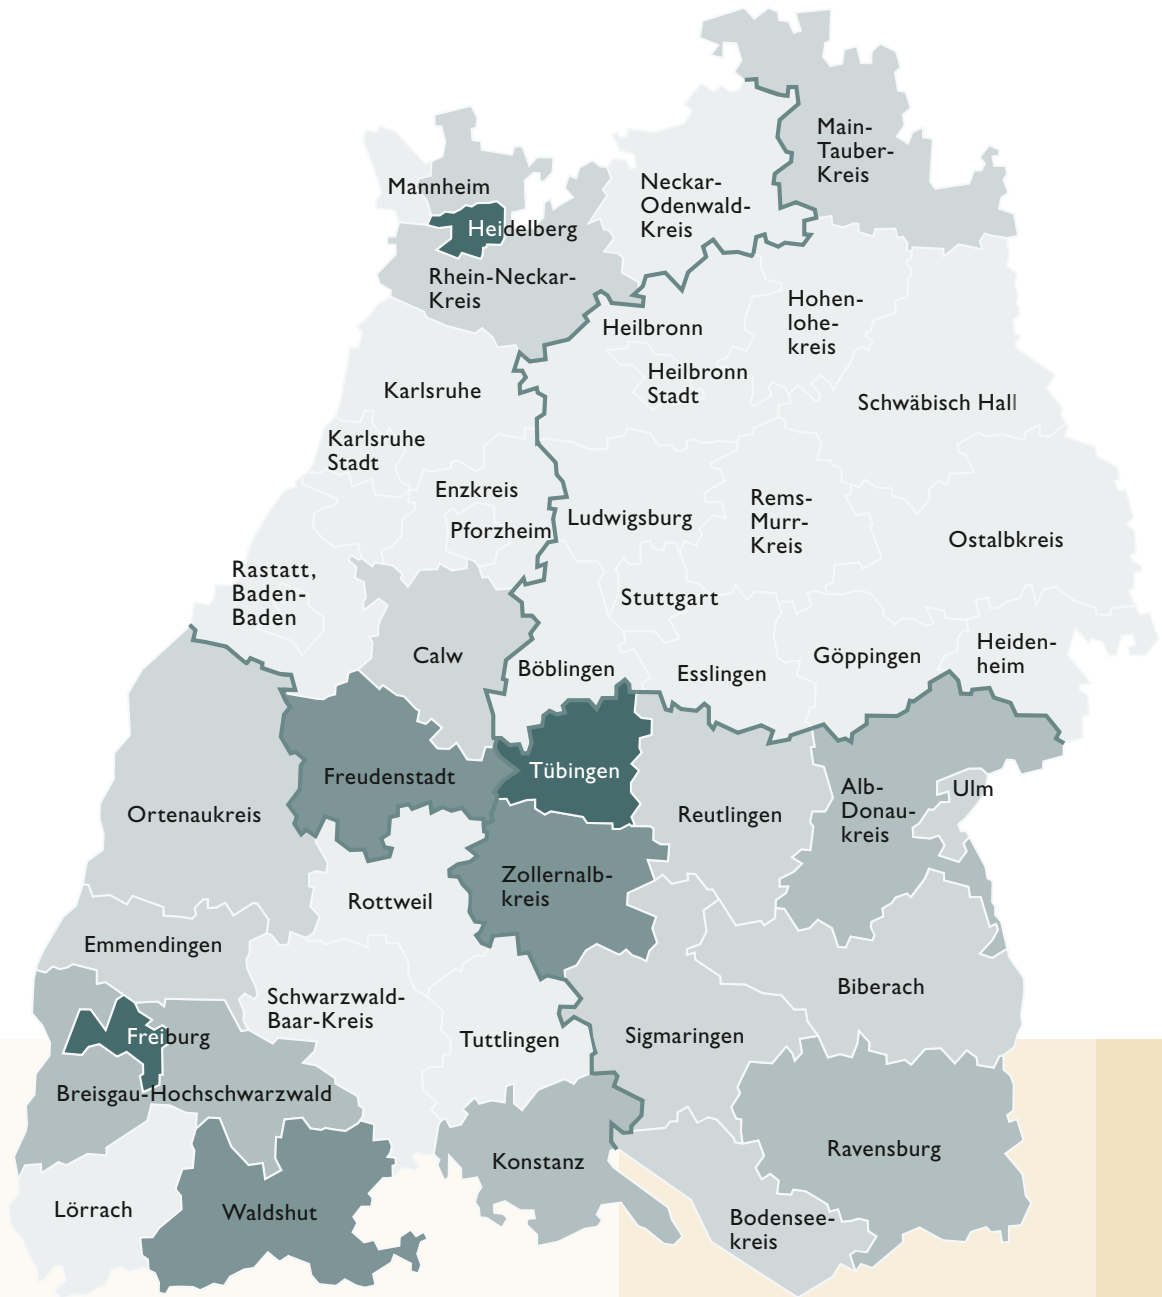 Main-
Tauber-
Kreis
Mannheim
Neckar-
Odenwald-
Kreis
Heidelberg
Rhein-Neckar-
Kreis
Hohen-
lohe-
kreis
Heilbronn
Heilbronn
Stadt
Karlsruhe
Schwäbisch Hall
Karlsruhe
Stadt
Enzkreis
Pforzheim
Ludwigsburg
Rems-
Murr-
Kreis
Ostalbkreis
Rastatt,
Baden-
Baden
Stuttgart
Calw
Böblingen
Esslingen
Göppingen
Heiden-
heim
Freudenstadt
Tübingen
Ortenaukreis
Reutlingen
Alb-
Donau-
kreis
Ulm
Zollernalb-
kreis
Rottweil
Emmendingen
Schwarzwald-
Baar-Kreis
Biberach
Freiburg
Tuttlingen
Sigmaringen
Breisgau-Hochschwarzwald
Konstanz
Ravensburg
Lörrach
Waldshut
Bodensee-
kreis